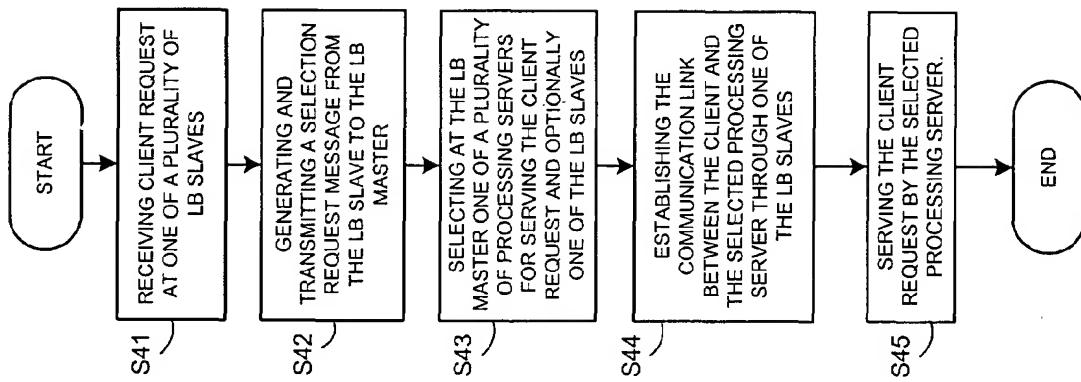 START
S41
RECEIVING CLIENT REQUEST
AT ONE OF A PLURALITY OF
LB SLAVES
S42
GENERATING AND
TRANSMITTING A SELECTION
REQUEST MESSAGE FROM
THE LB SLAVE TO THE LB
MASTER
S43
SELECTING AT THE LB
MASTER ONE OF A PLURALITY
OF PROCESSING SERVERS
FOR SERVING THE CLIENT
REQUEST AND OPTIONALLY
ONE OF THE LB SLAVES
S44
ESTABLISHING THE
COMMUNICATION LINK
BETWEEN THE CLIENT AND
THE SELECTED PROCESSING
SERVER THROUGH ONE OF
THE LB SLAVES
S45
SERVING THE CLIENT
REQUEST BY THE SELECTED
PROCESSING SERVER.
END